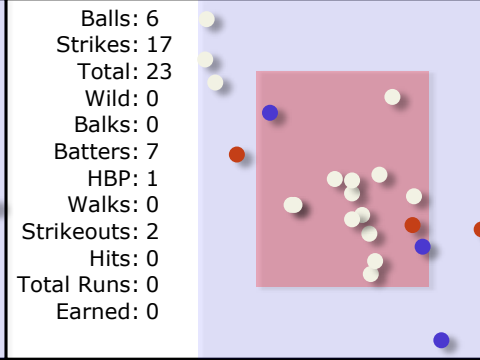 Balls: 6
Strikes: 17
Total: 23
Wild: 0
Balks: 0
Batters: 7
HBP: 1
Walks: 0
Strikeouts: 2
Hits: 0
Total Runs: 0
Earned: 0